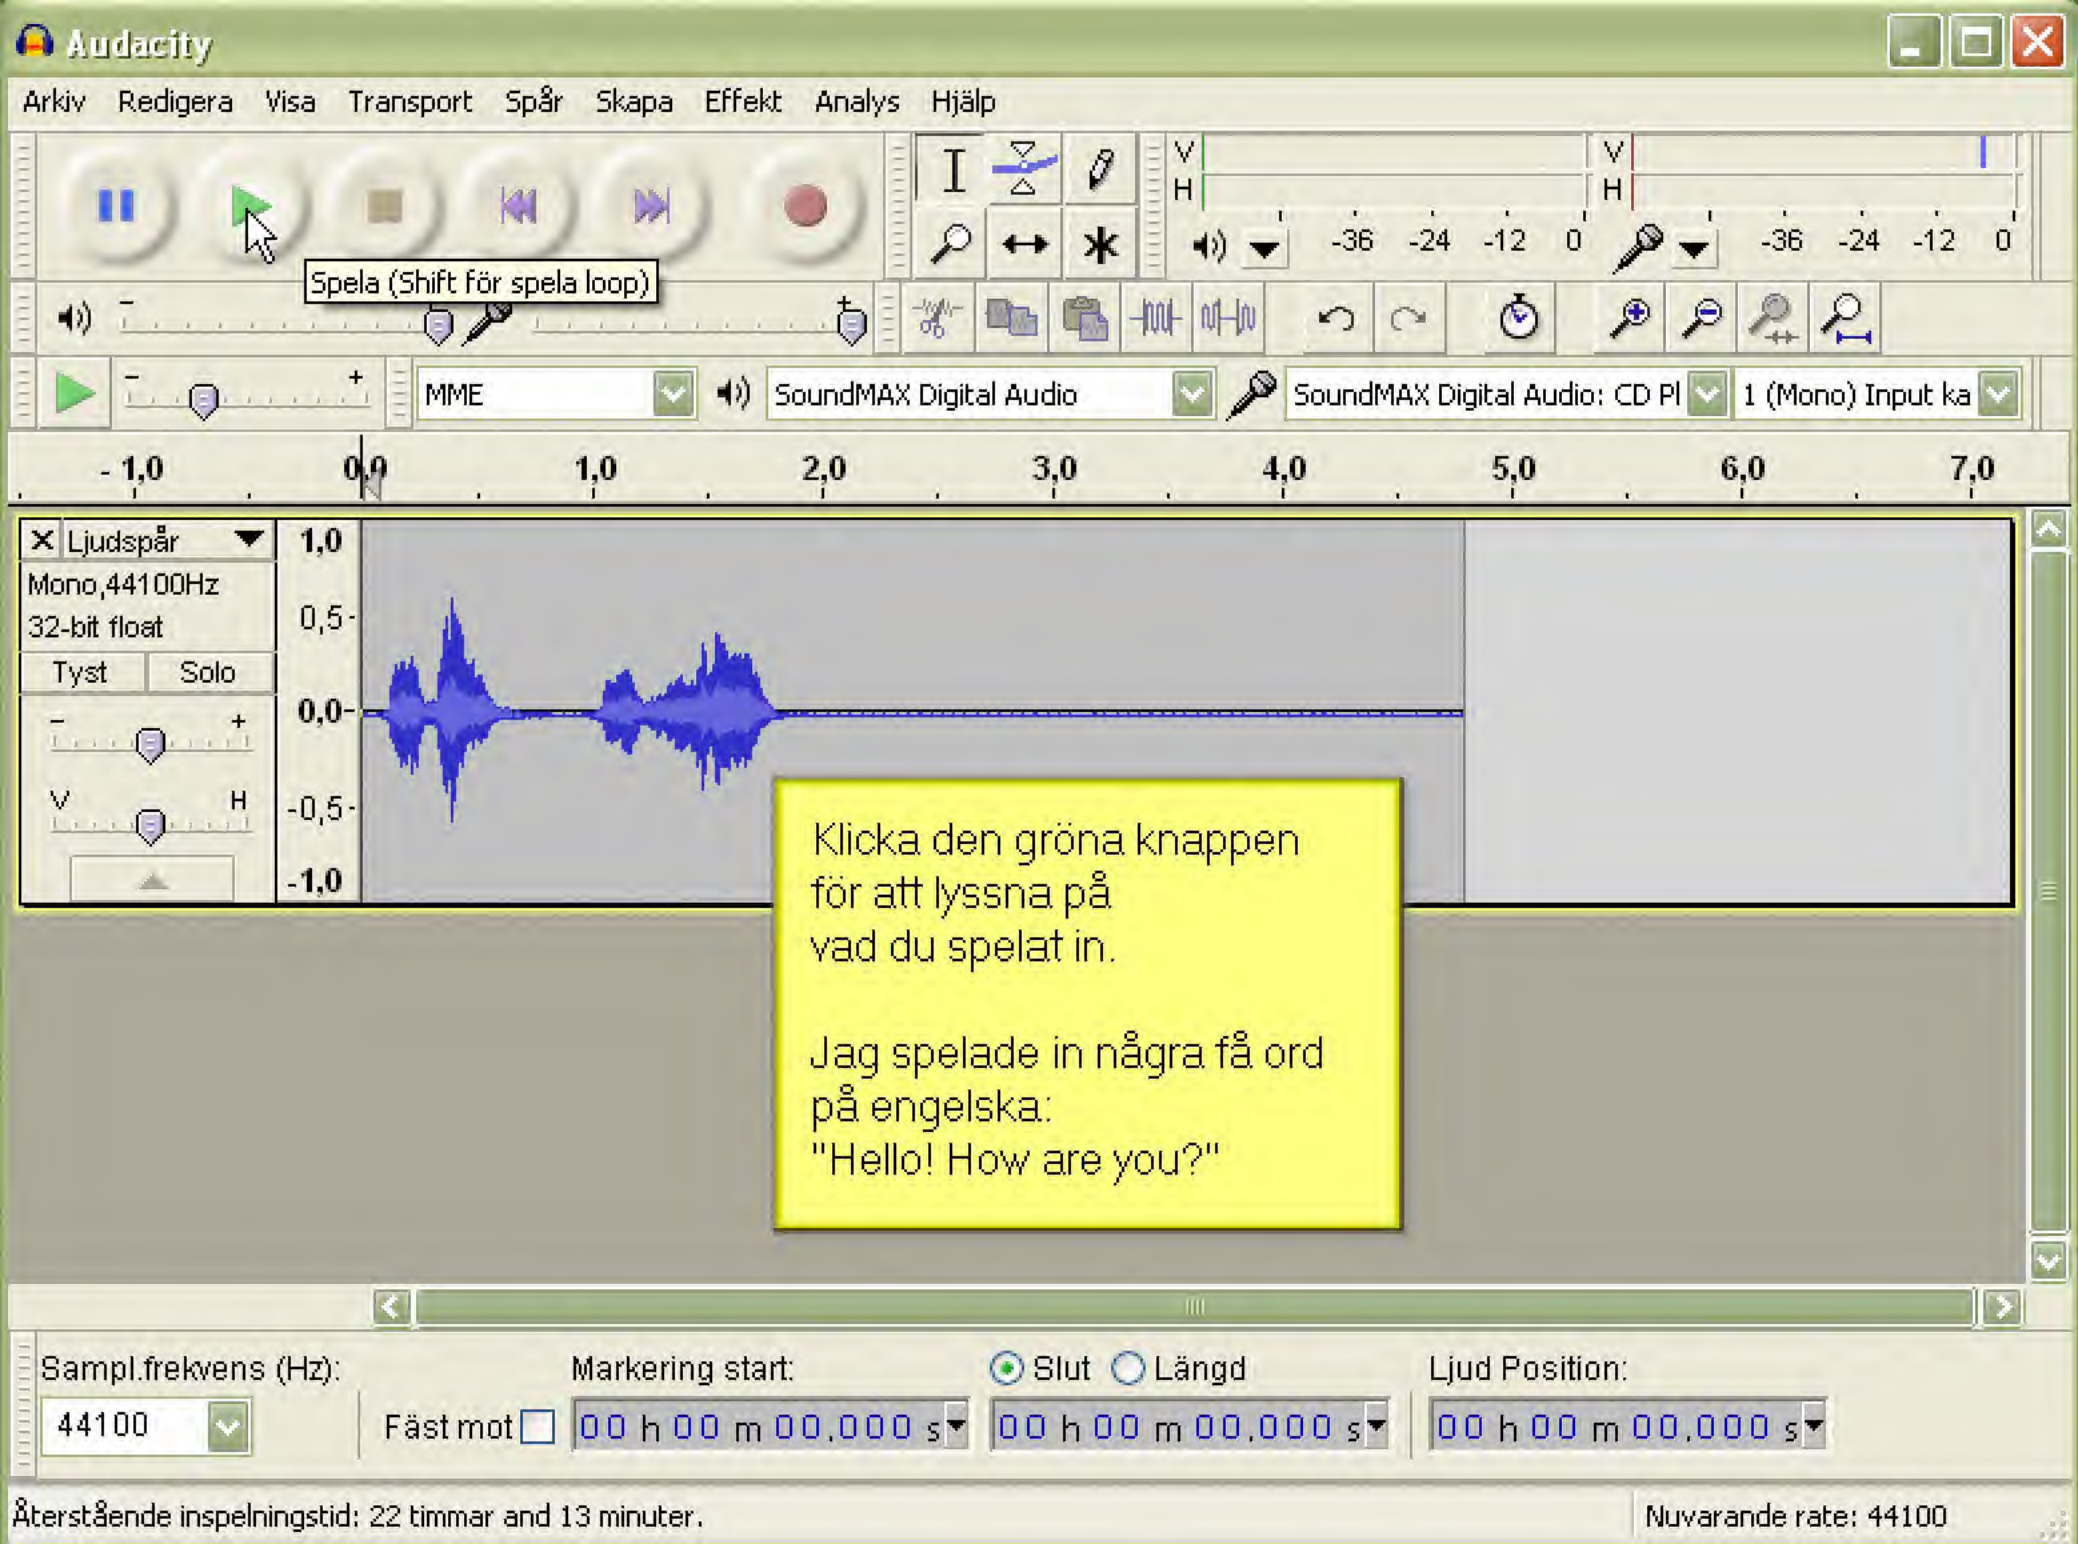 Audacity
Arkiv Redigera Visa Transport Spår Skapa Effekt Analys Hjälp
V V
H H
-36 -24 -12 0 -36 -24 -12 0
Spela (Shift för spela loop)
- + - +
- + MME SoundMAX Digital Audio SoundMAX Digital Audio: CD Pl 1 (Mono) Input ka
- 1,0 0,0 1,0 2,0 3,0 4,0 5,0 6,0 7,0
X Ljudspår
Mono,44100Hz
32-bit float
Tyst Solo
- +
V H
1,0
0,5-
0,0-
-0,5-
-1,0
Klicka den gröna knappen
för att lyssna på
vad du spelat in.
Jag spelade in några få ord
på engelska:
"Hello! How are you?"
Sampl.frekvens (Hz): Markering start: Slut Längd Ljud Position:
44100 Fäst mot 00 h 00 m 00.000 s 00 h 00 m 00.000 s 00 h 00 m 00.000 s
Återstående inspelningstid: 22 timmar and 13 minuter. Nuvarande rate: 44100